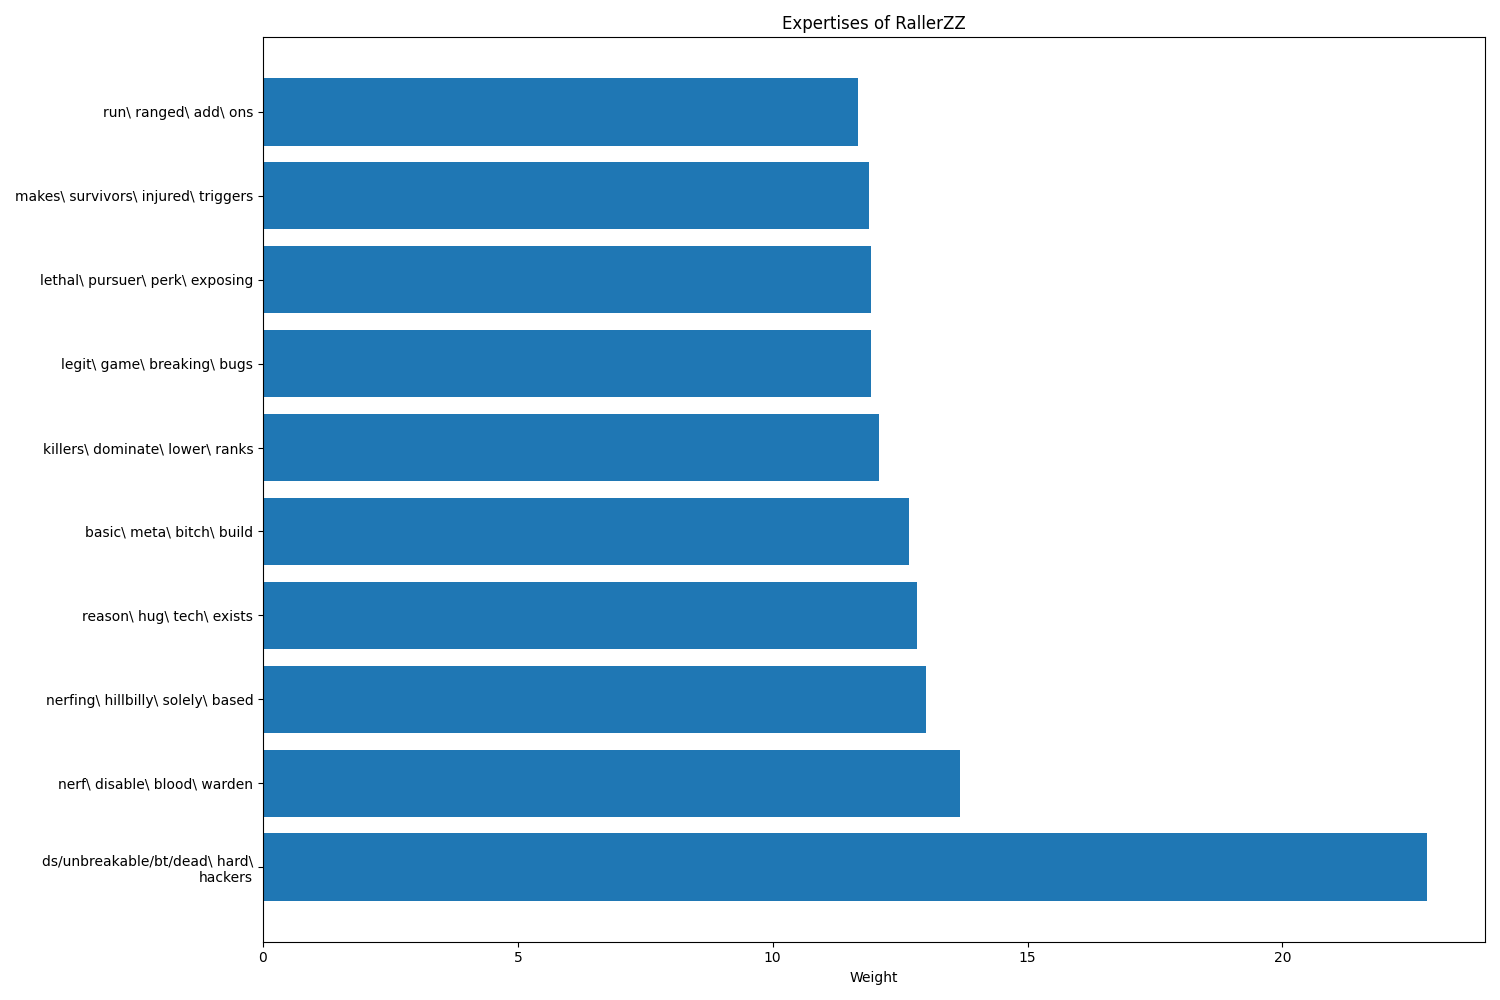 Expertises of RallerZZ
run\ ranged\ add\ ons
makes\ survivors\ injured\ triggers
lethal\ pursuer\ perk\ exposing
legit\ game\ breaking\ bugs
killers\ dominate\ lower\ ranks
basic\ meta\ bitch\ build
reason\ hug\ tech\ exists
nerfing\ hillbilly\ solely\ based
nerf\ disable\ blood\ warden
ds/unbreakable/bt/dead\ hard\
hackers
0 5 10 15 20
Weight